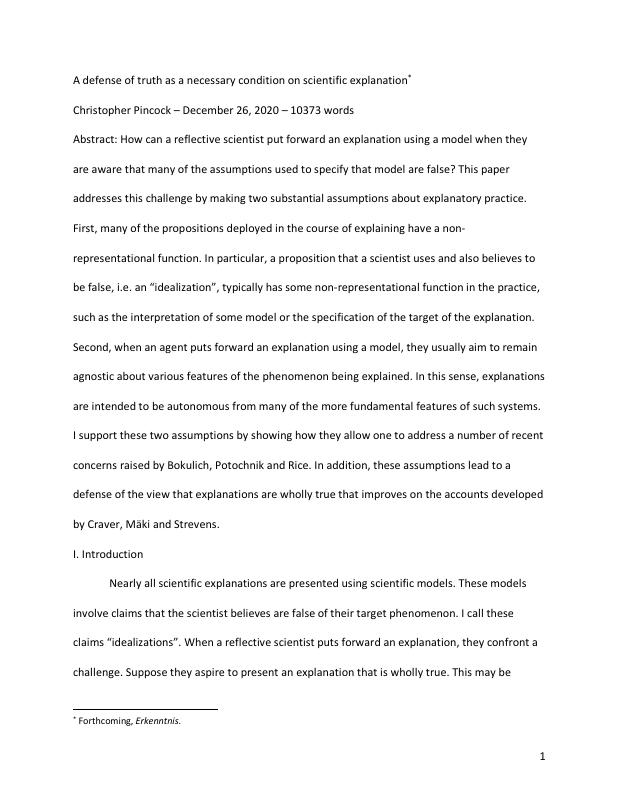 A defense of truth as a necessary condition on scientific explanation*
Christopher Pincock – December 26, 2020 – 10373 words
Abstract: How can a reflective scientist put forward an explanation using a model when they
are aware that many of the assumptions used to specify that model are false? This paper
addresses this challenge by making two substantial assumptions about explanatory practice.
First, many of the propositions deployed in the course of explaining have a non-
representational function. In particular, a proposition that a scientist uses and also believes to
be false, i.e. an “idealization”, typically has some non-representational function in the practice,
such as the interpretation of some model or the specification of the target of the explanation.
Second, when an agent puts forward an explanation using a model, they usually aim to remain
agnostic about various features of the phenomenon being explained. In this sense, explanations
are intended to be autonomous from many of the more fundamental features of such systems.
I support these two assumptions by showing how they allow one to address a number of recent
concerns raised by Bokulich, Potochnik and Rice. In addition, these assumptions lead to a
defense of the view that explanations are wholly true that improves on the accounts developed
by Craver, Mäki and Strevens.
I. Introduction
Nearly all scientific explanations are presented using scientific models. These models
involve claims that the scientist believes are false of their target phenomenon. I call these
claims “idealizations”. When a reflective scientist puts forward an explanation, they confront a
challenge. Suppose they aspire to present an explanation that is wholly true. This may be
* Forthcoming, Erkenntnis.
1